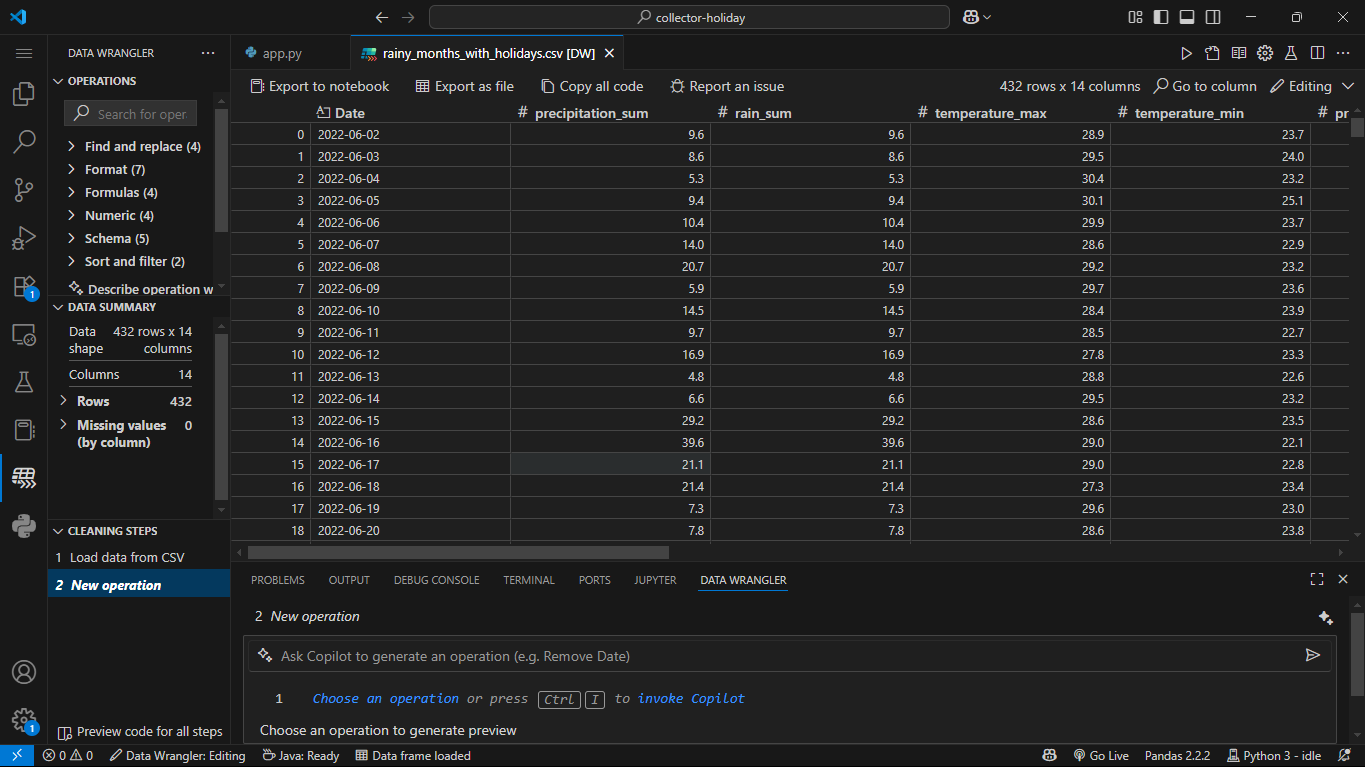 collector-holiday
DATA WRANGLER
app.py
rainy_months_with_holidays.csv [DW]
OPERATIONS
Search for oper
Find and replace (4)
Format (7)
Formulas (4)
Numeric (4)
Schema (5)
Sort and filter (2)
Describe operation w
DATA SUMMARY
Data shape 432 rows x 14 columns
Columns 14
Rows 432
Missing values (by column) 0
CLEANING STEPS
1 Load data from CSV
2 New operation
Preview code for all steps
Export to notebook Export as file Copy all code Report an issue 432 rows x 14 columns Go to column Editing
Date # precipitation_sum # rain_sum # temperature_max # temperature_min # pr
0 2022-06-02 9.6 9.6 28.9 23.7
1 2022-06-03 8.6 8.6 29.5 24.0
2 2022-06-04 5.3 5.3 30.4 23.2
3 2022-06-05 9.4 9.4 30.1 25.1
4 2022-06-06 10.4 10.4 29.9 23.7
5 2022-06-07 14.0 14.0 28.6 22.9
6 2022-06-08 20.7 20.7 29.2 23.2
7 2022-06-09 5.9 5.9 29.7 23.6
8 2022-06-10 14.5 14.5 28.4 23.9
9 2022-06-11 9.7 9.7 28.5 22.7
10 2022-06-12 16.9 16.9 27.8 23.3
11 2022-06-13 4.8 4.8 28.8 22.6
12 2022-06-14 6.6 6.6 29.5 23.2
13 2022-06-15 29.2 29.2 28.6 23.5
14 2022-06-16 39.6 39.6 29.0 22.1
15 2022-06-17 21.1 21.1 29.0 22.8
16 2022-06-18 21.4 21.4 27.3 23.4
17 2022-06-19 7.3 7.3 29.6 23.0
18 2022-06-20 7.8 7.8 28.6 23.8
PROBLEMS OUTPUT DEBUG CONSOLE TERMINAL PORTS JUPYTER DATA WRANGLER
2 New operation
Ask Copilot to generate an operation (e.g. Remove Date)
1 Choose an operation or press Ctrl I to invoke Copilot
Choose an operation to generate preview
1
1
0 0 Data Wrangler: Editing Java: Ready Data frame loaded Go Live Pandas 2.2.2 Python 3 - idle